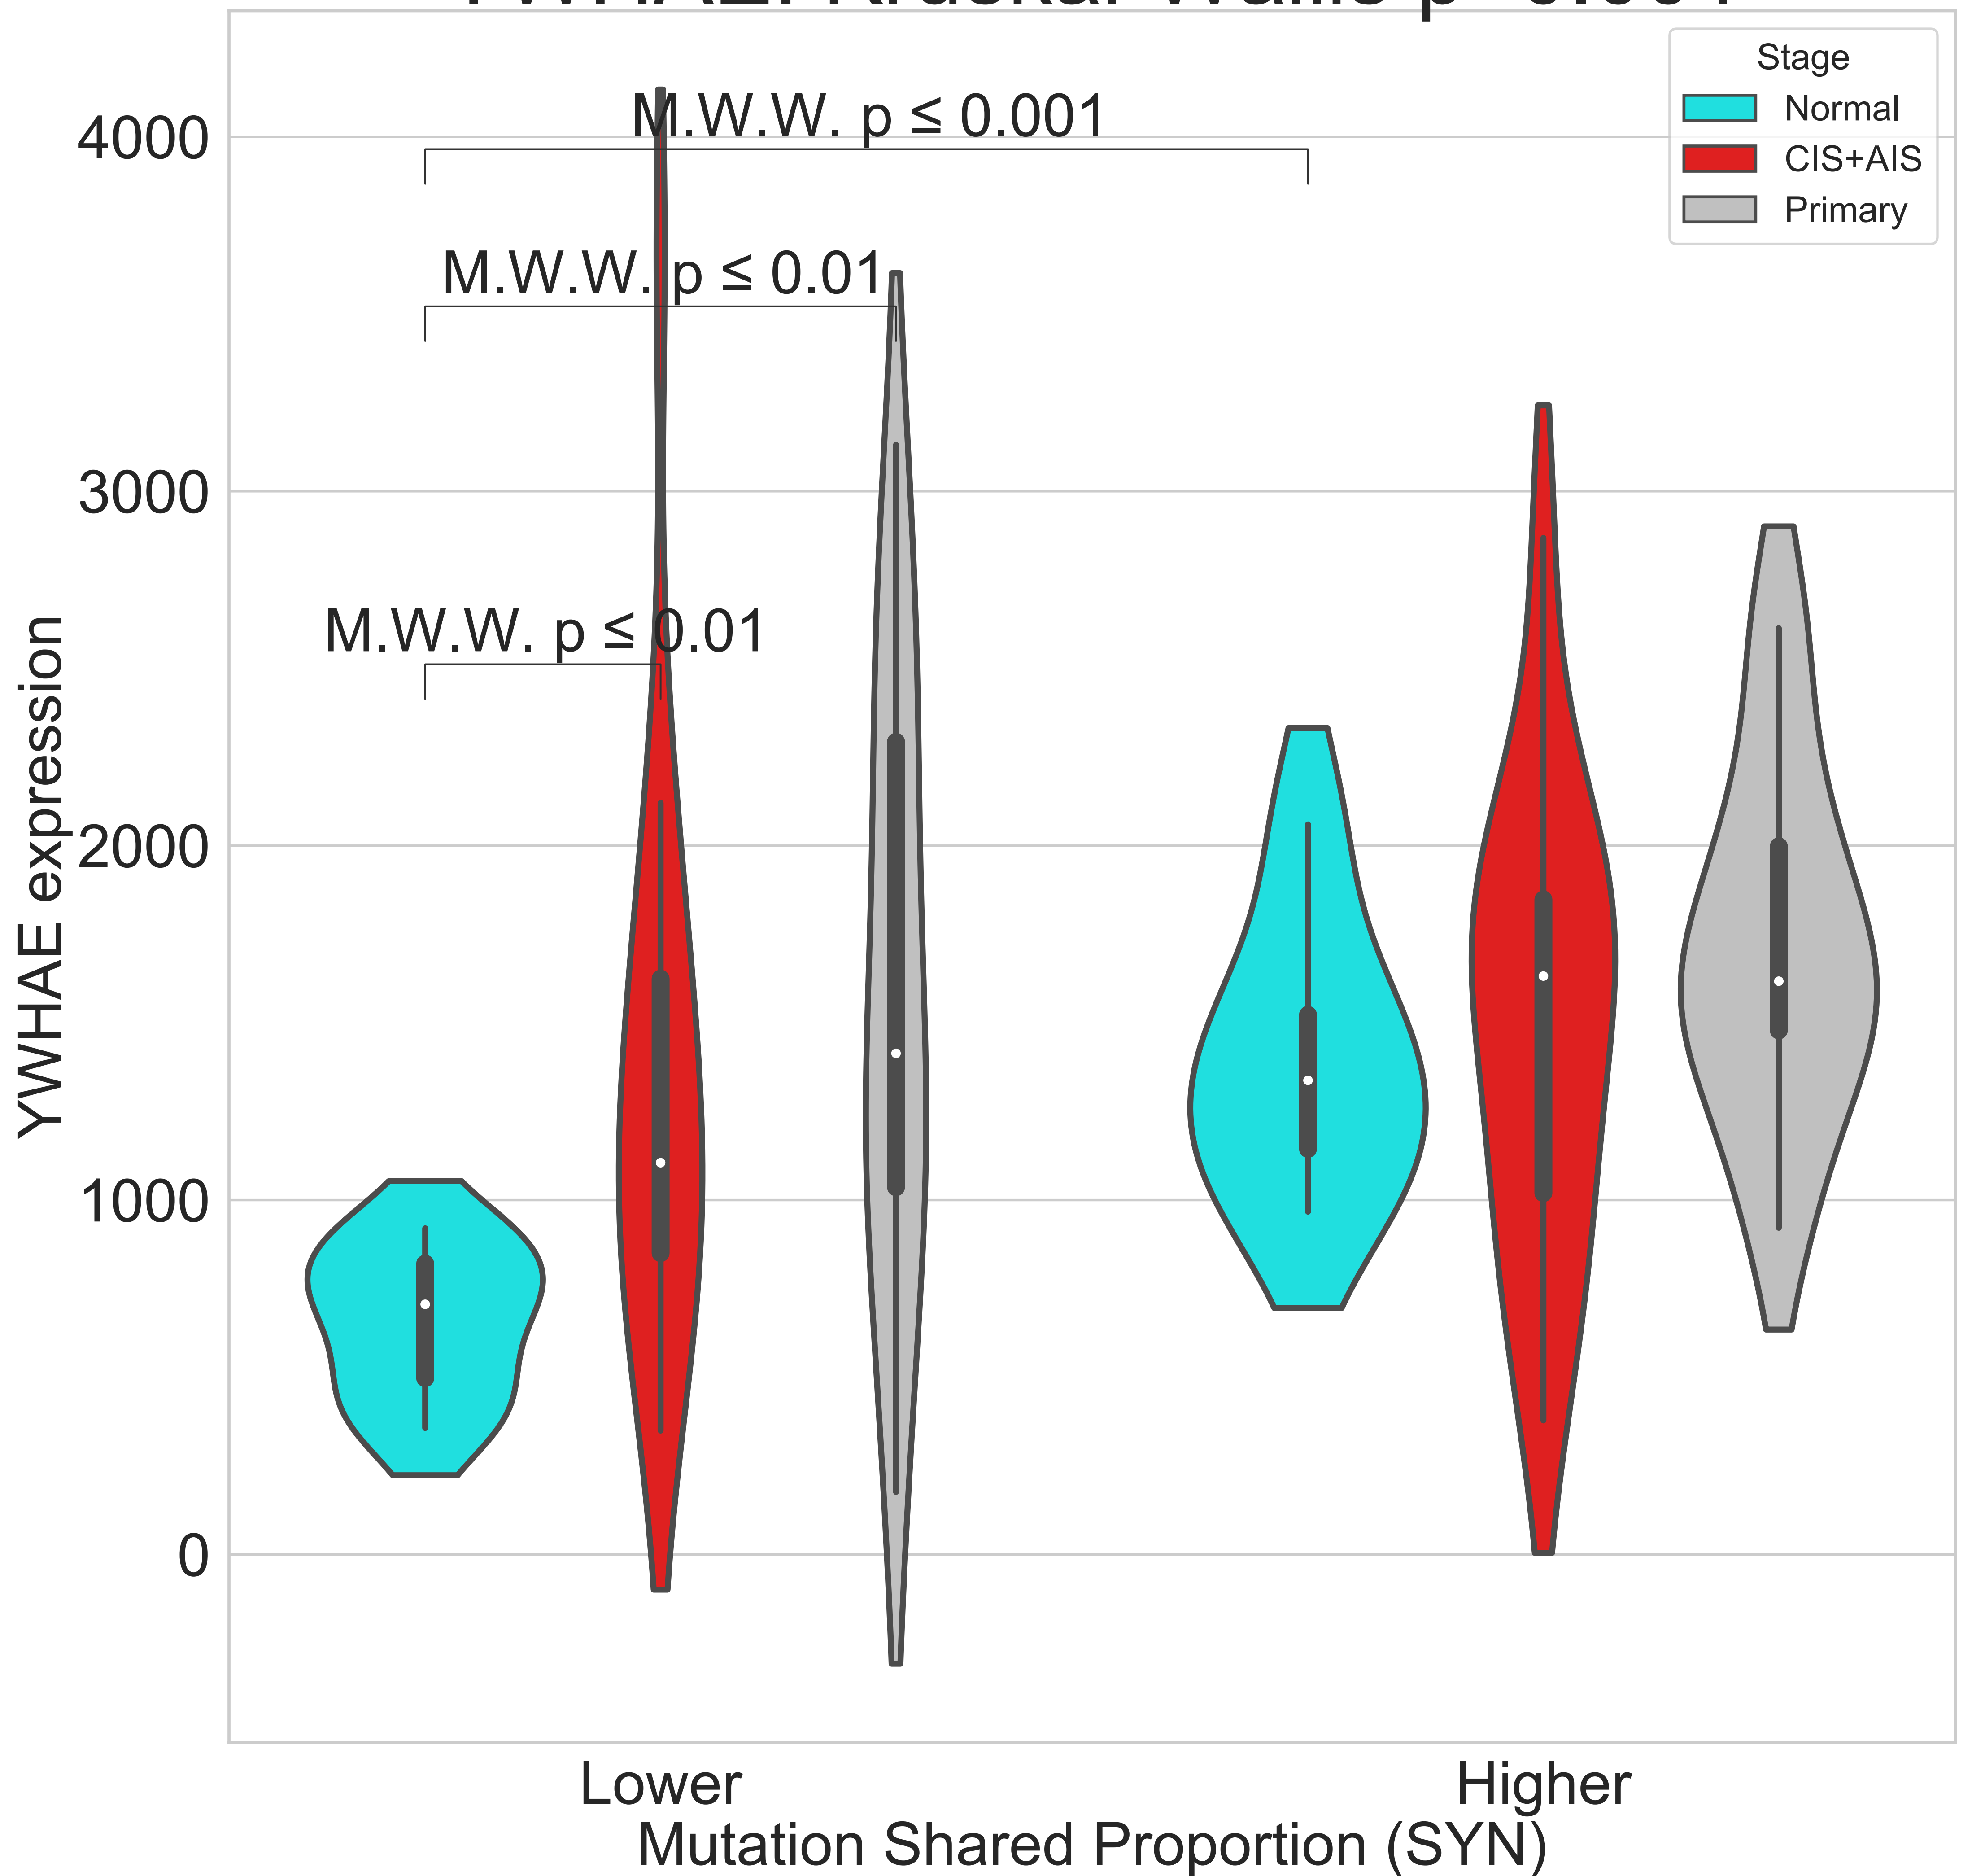 Stage
Normal
CIS+AIS
Primary
M.W.W. p ≤ 0.001
M.W.W. p ≤ 0.01
M.W.W. p ≤ 0.01
4000
3000
2000
1000
0
YWHAE expression
Lower
Higher
Mutation Shared Proportion (SYN)